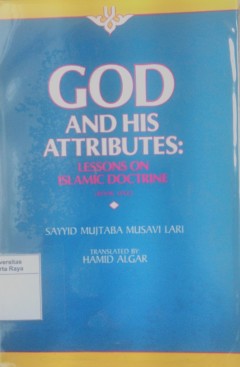 GOD
AND HIS
ATTRIBUTES:
LESSONS ON
ISLAMIC DOCTRINE
SAYYID MUJTABA MUSAVI LARI
TRANSLATED BY
HAMID ALGAR